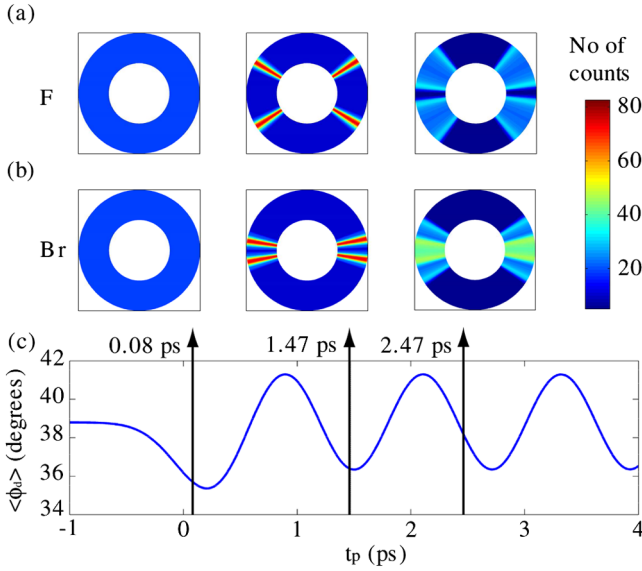 (a)
No of
counts
F
80
60
(b)
40
Br
20
(c)
0.08 ps
1.47 ps
2.47 ps
42
40
38
36
34
<ϕd> (degrees)
-1
0
1
2
3
4
tp (ps)